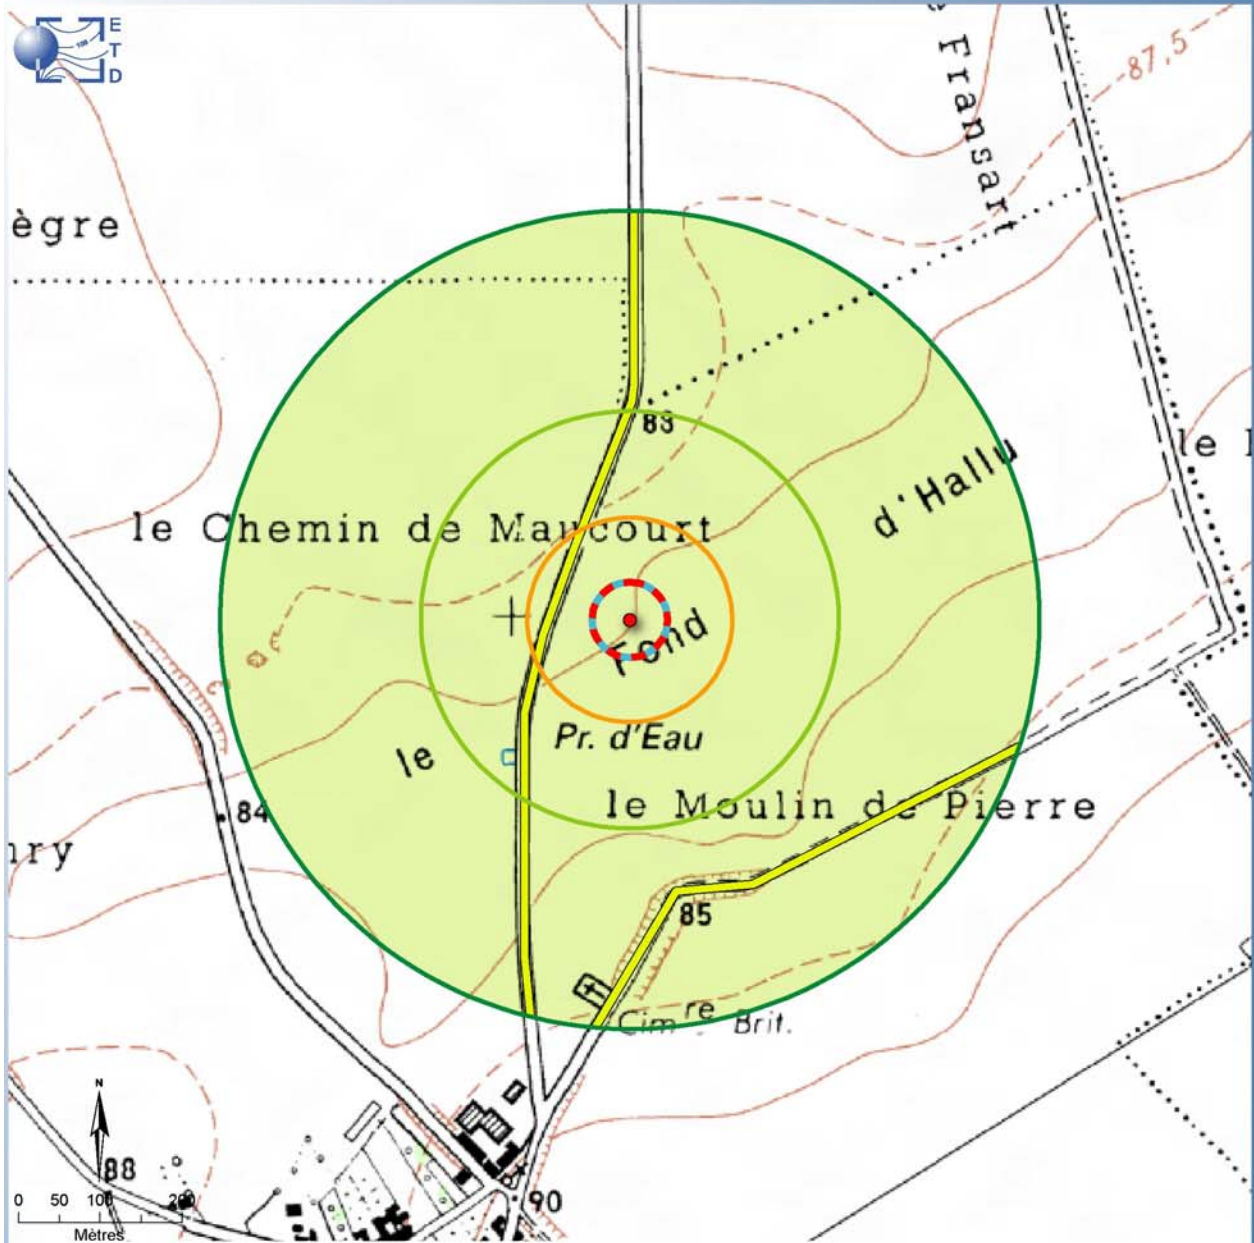 E
T
D
Fransart
87,5
ègre
83
le
d'Hallu
le Chemin de Maucourt
Fond
Pr. d'Eau
le
le Moulin de Pierre
84
nry
85
Cim re Brit.
N
88
90
0 50 100 200
Mètres